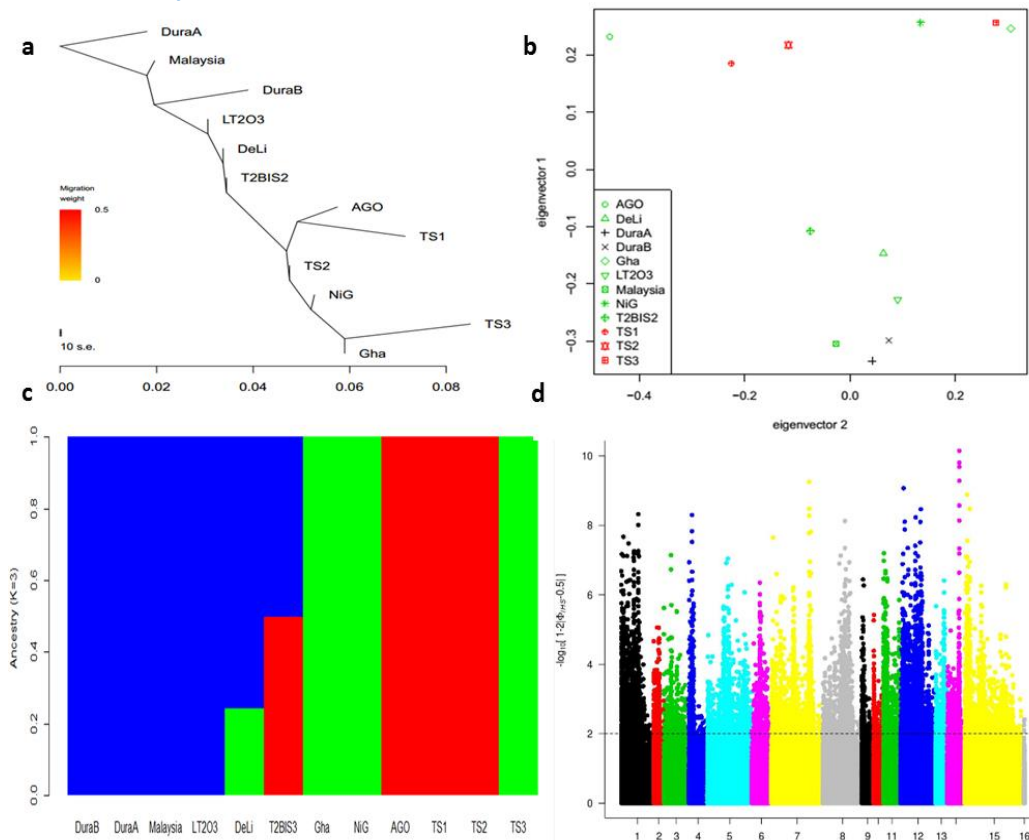 a
DuraA
Malaysia
DuraB
LT2O3
DeLi
T2BIS2
AGO
TS1
TS2
NiG
TS3
Gha
Migration
weight
0.5
0
10 s.e.
0.00 0.02 0.04 0.06 0.08
b
eigenvector 1
0.2
0.1
0.0
−0.1
−0.2
−0.3
AGO
DeLi
DuraA
DuraB
Gha
LT2O3
Malaysia
NiG
T2BIS2
TS1
TS2
TS3
−0.4 −0.2 0.0 0.2
eigenvector 2
c
Ancestry (K=3)
1.0
0.8
0.6
0.4
0.2
0.0
DuraB DuraA Malaysia LT2O3 DeLi T2BIS3 Gha NiG AGO TS1 TS2 TS3
d
10
8
6
4
2
0
1 2 3 4 5 6 7 8 9 11 12 13 15 16